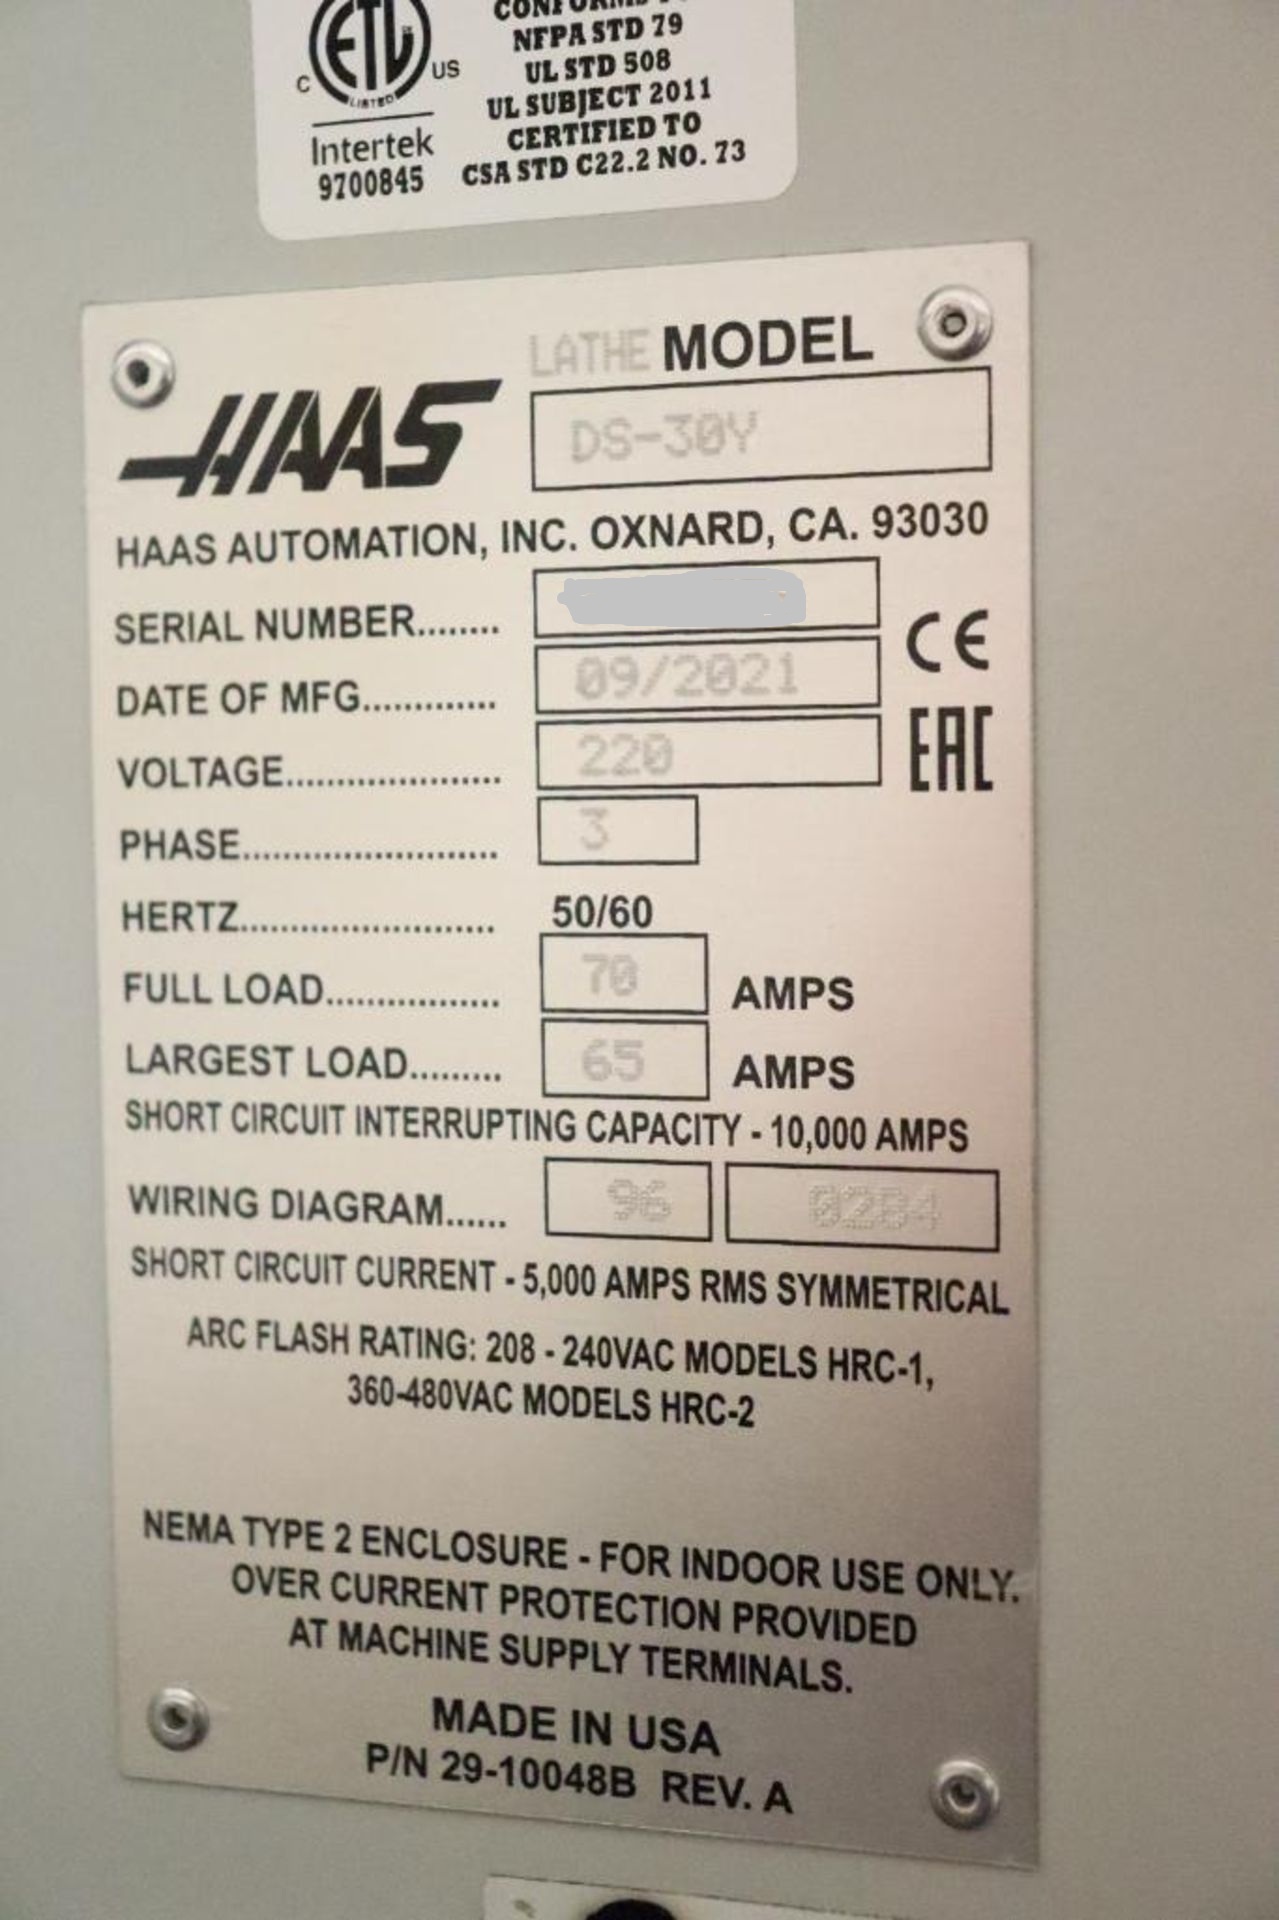 ETL
C US
LISTED
Intertek
9700845
NFPA STD 79
UL STD 508
UL SUBJECT 2011
CERTIFIED TO
CSA STD C22.2 NO. 73
LATHE MODEL
HAAS
DS-30Y
HAAS AUTOMATION, INC. OXNARD, CA. 93030
SERIAL NUMBER........
DATE OF MFG............. 09/2021
CE
VOLTAGE..................... 220
EAC
PHASE......................... 3
HERTZ......................... 50/60
FULL LOAD................. 70 AMPS
LARGEST LOAD......... 65 AMPS
SHORT CIRCUIT INTERRUPTING CAPACITY - 10,000 AMPS
WIRING DIAGRAM...... 96
SHORT CIRCUIT CURRENT - 5,000 AMPS RMS SYMMETRICAL
ARC FLASH RATING: 208 - 240VAC MODELS HRC-1,
360-480VAC MODELS HRC-2
NEMA TYPE 2 ENCLOSURE - FOR INDOOR USE ONLY.
OVER CURRENT PROTECTION PROVIDED
AT MACHINE SUPPLY TERMINALS.
MADE IN USA
P/N 29-10048B REV. A